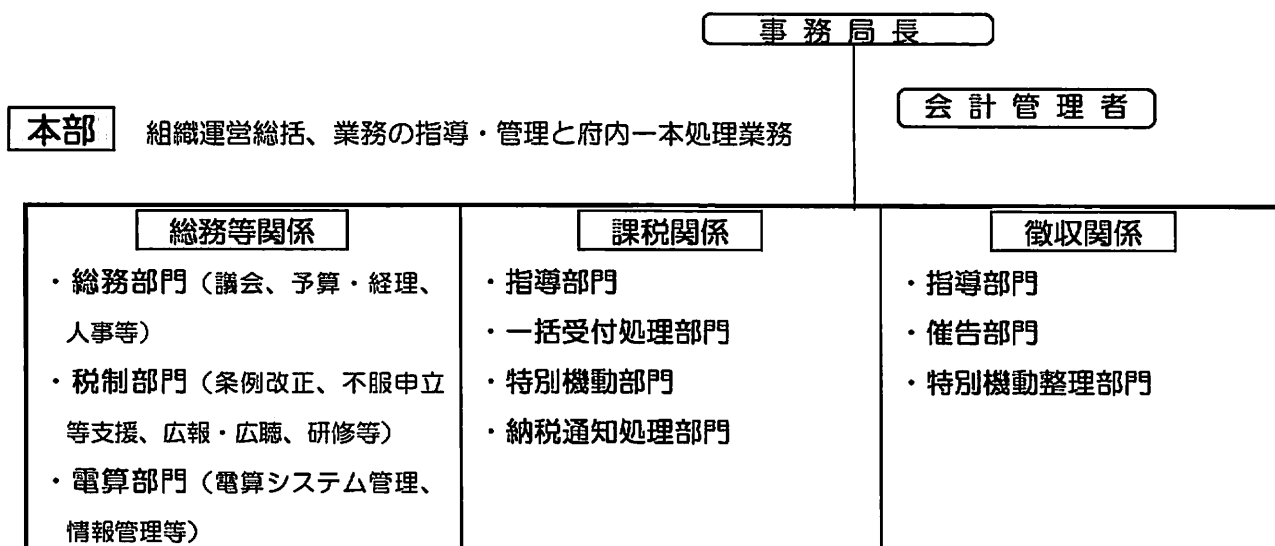 事務局長
会計管理者
本部 組織運営総括、業務の指導・管理と府内一本処理業務
総務等関係
・総務部門（議会、予算・経理、
人事等）
・税制部門（条例改正、不服申立
等支援、広報・広聴、研修等）
・電算部門（電算システム管理、
情報管理等）
課税関係
・指導部門
・一括受付処理部門
・特別機動部門
・納税通知処理部門
徴収関係
・指導部門
・催告部門
・特別機動整理部門